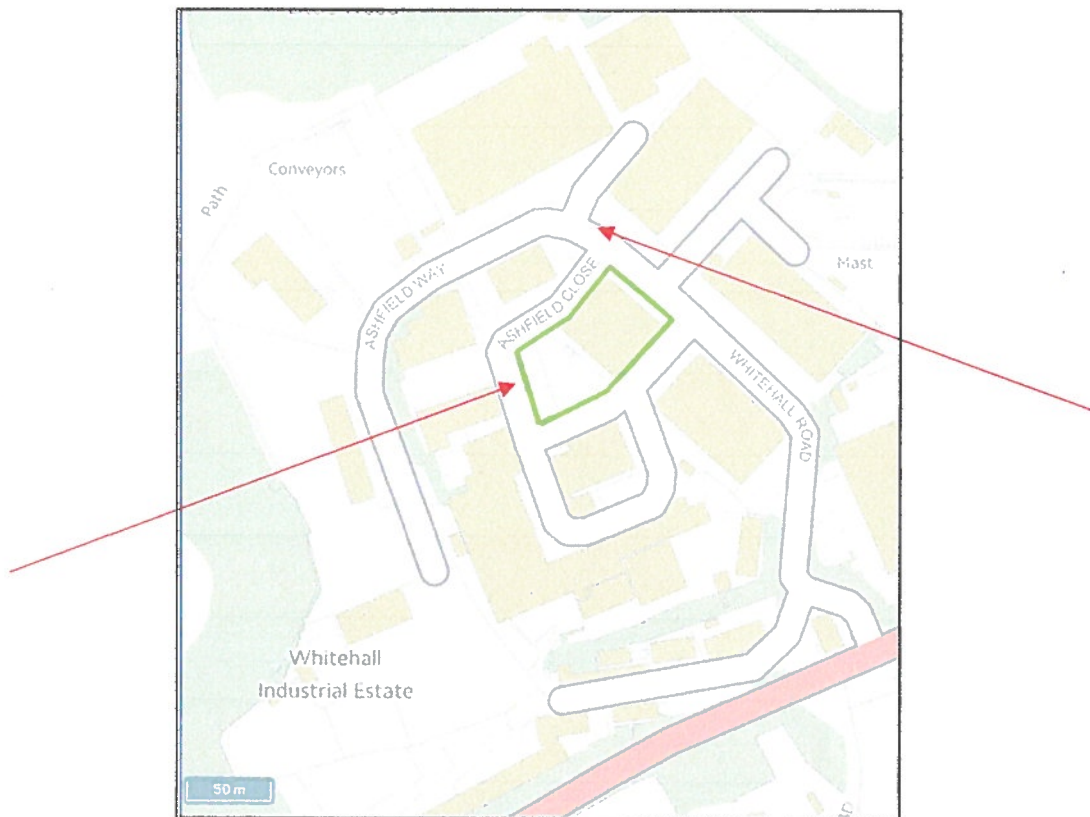 Conveyors
Path
Mast
ASHFIELD WAY
ASHFIELD CLOSE
WHITEHALL ROAD
Whitehall
Industrial Estate
50 m